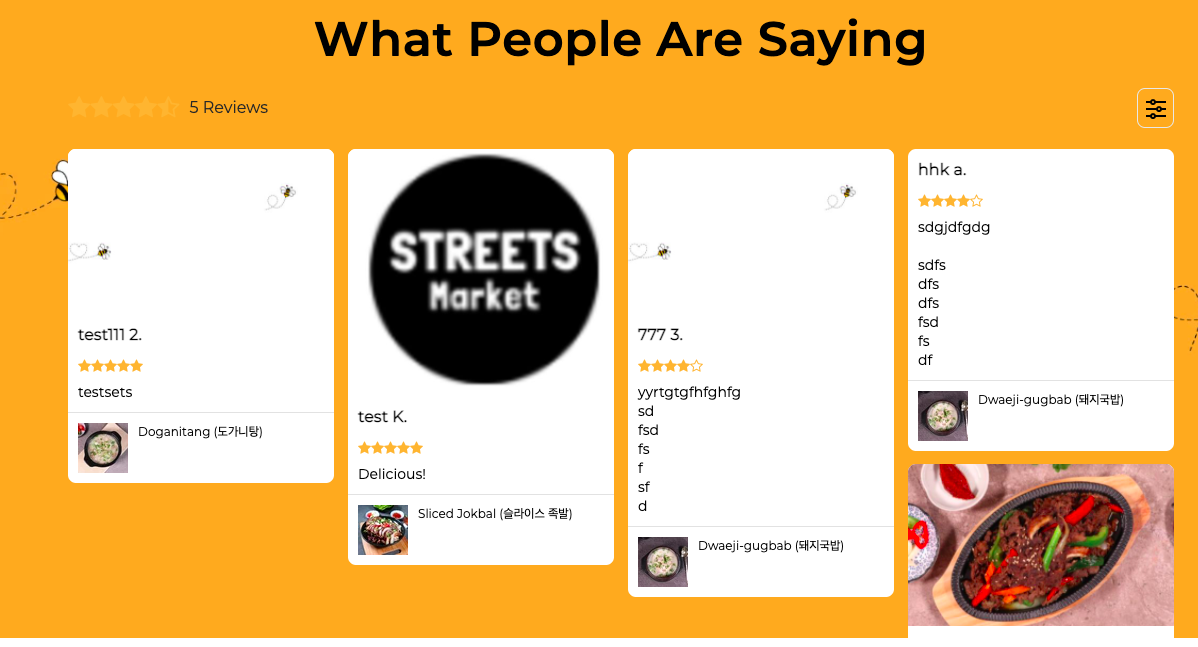 What People Are Saying
5 Reviews
test111 2.
testsets
Doganitang (도가니탕)
STREETS
Market
test K.
Delicious!
Sliced Jokbal (슬라이스 족발)
777 3.
yyrtgtgfhfghfg
sd
fsd
fs
f
sf
d
Dwaeji-gugbab (돼지국밥)
hhk a.
sdgjdfgdg
sdfs
dfs
dfs
fsd
fs
df
Dwaeji-gugbab (돼지국밥)